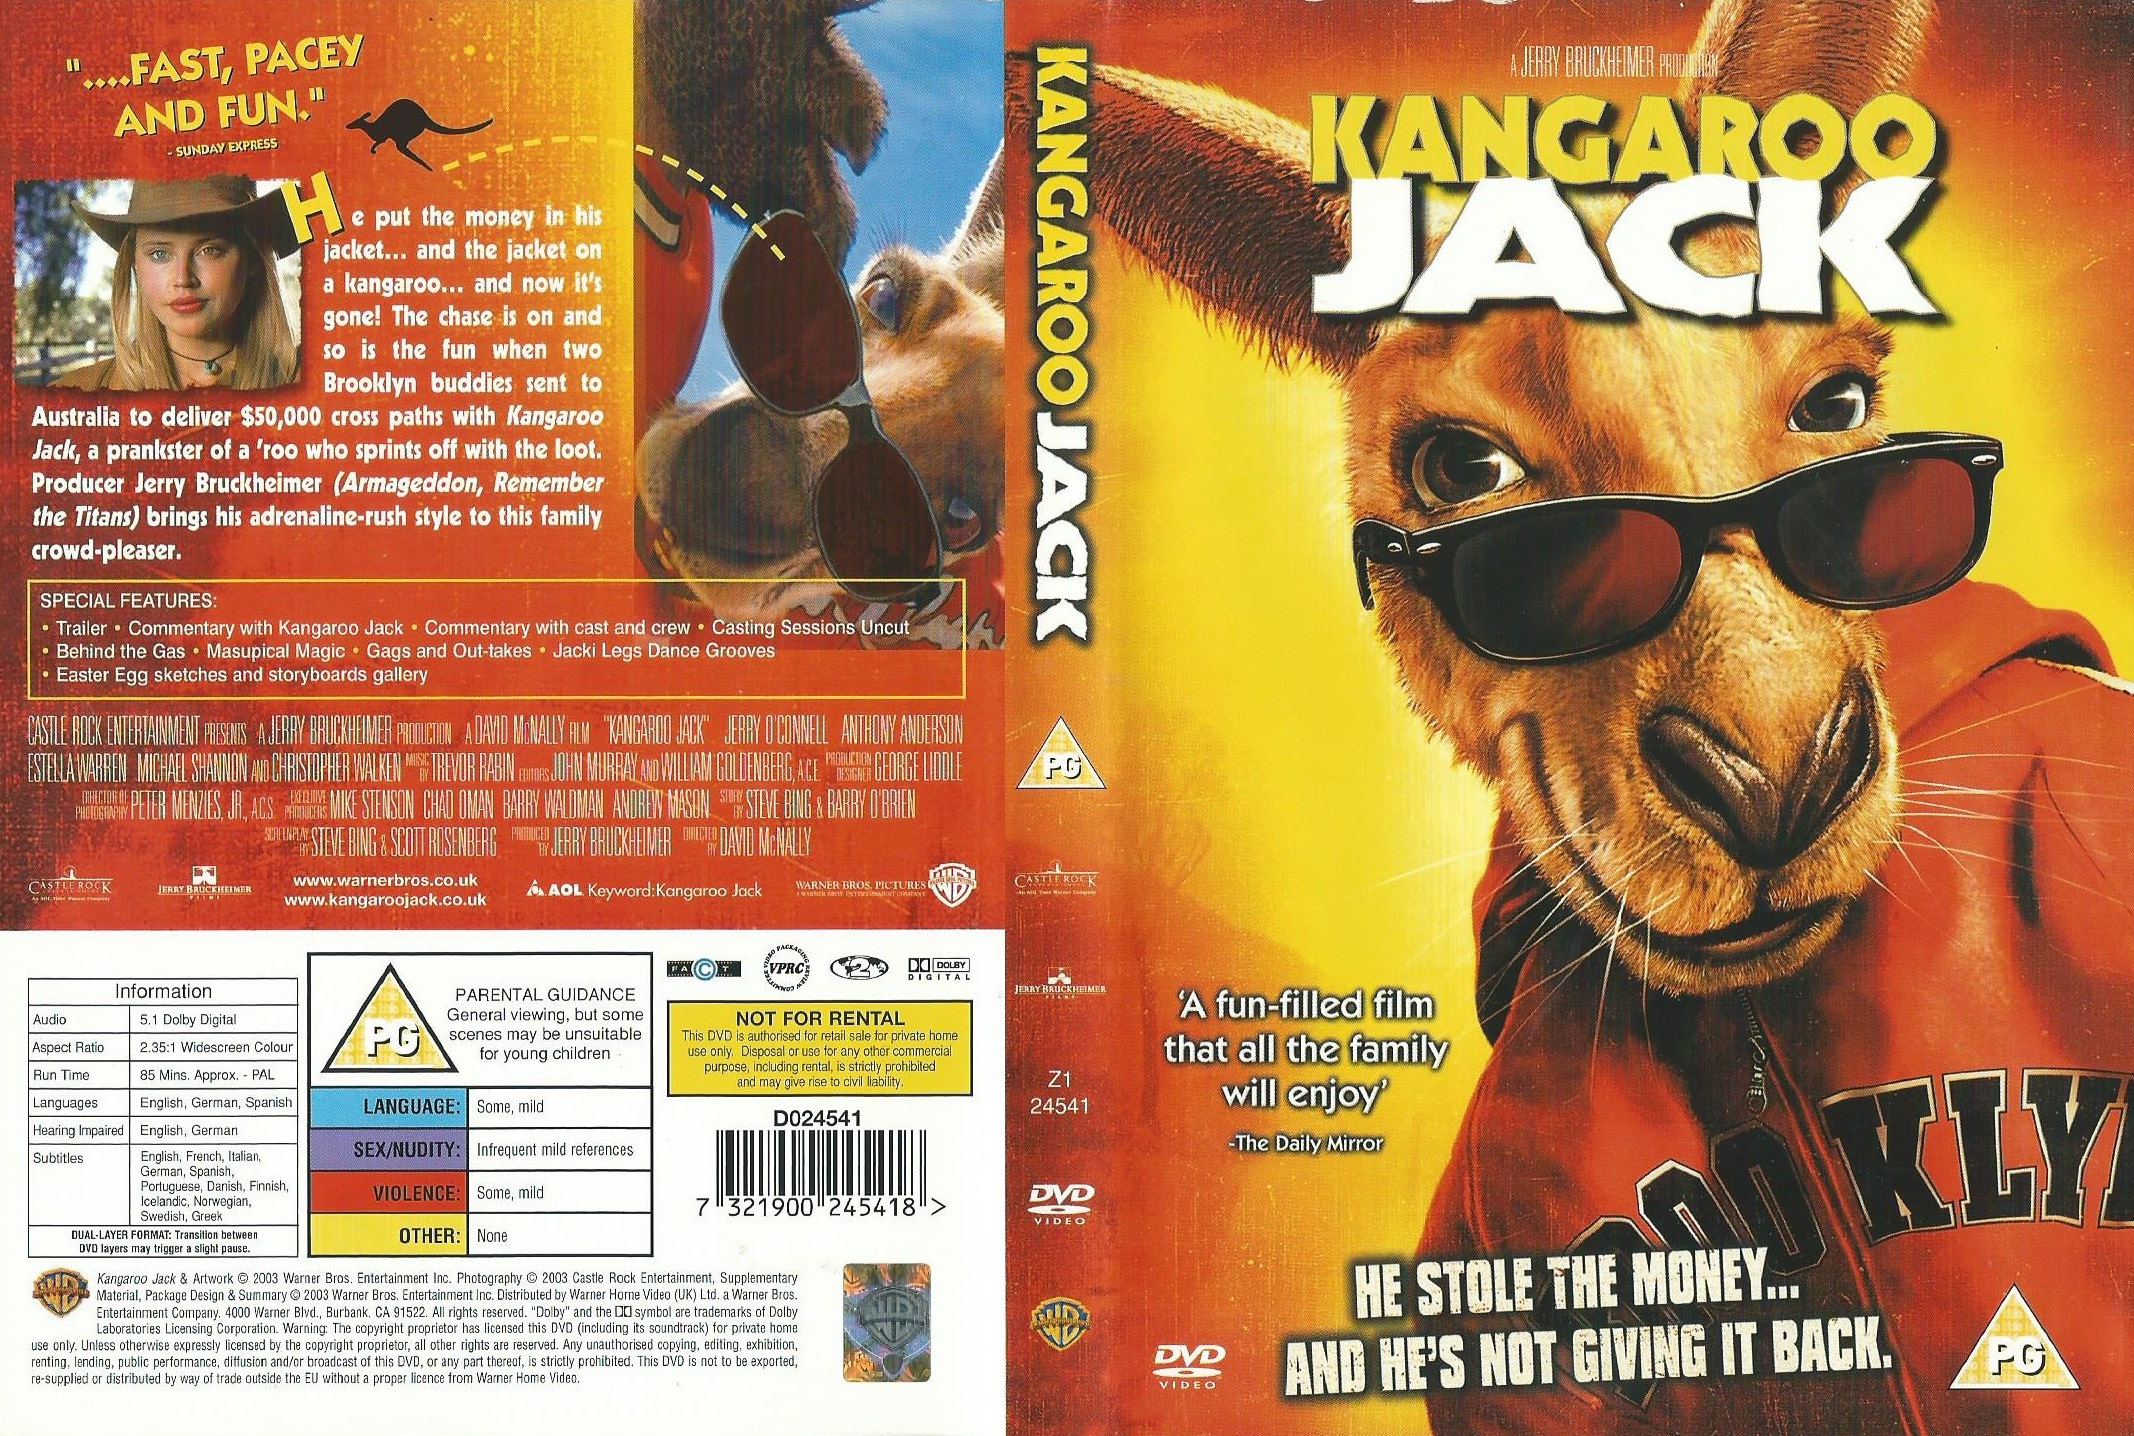 "....FAST, PACEY
AND FUN."
- SUNDAY EXPRESS
He put the money in his
jacket... and the jacket on
a kangaroo... and now it's
gone! The chase is on and
so is the fun when two
Brooklyn buddies sent to
Australia to deliver $50,000 cross paths with Kangaroo
Jack, a prankster of a 'roo who sprints off with the loot.
Producer Jerry Bruckheimer (Armageddon, Remember
the Titans) brings his adrenaline-rush style to this family
crowd-pleaser.
SPECIAL FEATURES:
• Trailer • Commentary with Kangaroo Jack • Commentary with cast and crew • Casting Sessions Uncut
• Behind the Gas • Masupical Magic • Gags and Out-takes • Jacki Legs Dance Grooves
• Easter Egg sketches and storyboards gallery
CASTLE ROCK ENTERTAINMENT PRESENTS A JERRY BRUCKHEIMER PRODUCTION A DAVID McNALLY FILM "KANGAROO JACK" JERRY O'CONNELL ANTHONY ANDERSON
ESTELLA WARREN MICHAEL SHANNON AND CHRISTOPHER WALKEN MUSIC BY TREVOR RABIN EDITORS JOHN MURRAY AND WILLIAM GOLDENBERG, A.C.E. PRODUCTION DESIGNER GEORGE LIDDLE
DIRECTOR OF PHOTOGRAPHY PETER MENZIES, JR., A.C.S. EXECUTIVE PRODUCERS MIKE STENSON CHAD OMAN BARRY WALDMAN ANDREW MASON STORY BY STEVE BING & BARRY O'BRIEN
SCREENPLAY BY STEVE BING & SCOTT ROSENBERG PRODUCED BY JERRY BRUCKHEIMER DIRECTED BY DAVID McNALLY
CASTLE ROCK
ENTERTAINMENT
An AOL Time Warner Company
JERRY BRUCKHEIMER
FILMS
www.warnerbros.co.uk
www.kangaroojack.co.uk
AOL Keyword:Kangaroo Jack
WARNER BROS. PICTURES
A WARNER BROS. ENTERTAINMENT COMPANY
Information
Audio 5.1 Dolby Digital
Aspect Ratio 2.35:1 Widescreen Colour
Run Time 85 Mins. Approx. - PAL
Languages English, German, Spanish
Hearing Impaired English, German
Subtitles English, French, Italian,
German, Spanish,
Portuguese, Danish, Finnish,
Icelandic, Norwegian,
Swedish, Greek
DUAL-LAYER FORMAT: Transition between
DVD layers may trigger a slight pause.
PG
PARENTAL GUIDANCE
General viewing, but some
scenes may be unsuitable
for young children
LANGUAGE: Some, mild
SEX/NUDITY: Infrequent mild references
VIOLENCE: Some, mild
OTHER: None
FACT
VIDEO PACKAGING REVIEW COMMITTEE
VPRC
2
DOLBY
DIGITAL
NOT FOR RENTAL
This DVD is authorised for retail sale for private home
use only. Disposal or use for any other commercial
purpose, including rental, is strictly prohibited
and may give rise to civil liability.
D024541
7 321900 245418 >
Kangaroo Jack & Artwork © 2003 Warner Bros. Entertainment Inc. Photography © 2003 Castle Rock Entertainment, Supplementary
Material, Package Design & Summary © 2003 Warner Bros. Entertainment Inc. Distributed by Warner Home Video (UK) Ltd. a Warner Bros.
Entertainment Company. 4000 Warner Blvd., Burbank. CA 91522. All rights reserved. "Dolby" and the DD symbol are trademarks of Dolby
Laboratories Licensing Corporation. Warning: The copyright proprietor has licensed this DVD (including its soundtrack) for private home
use only. Unless otherwise expressly licensed by the copyright proprietor, all other rights are reserved. Any unauthorised copying, editing, exhibition,
renting, lending, public performance, diffusion and/or broadcast of this DVD, or any part thereof, is strictly prohibited. This DVD is not to be exported,
re-supplied or distributed by way of trade outside the EU without a proper licence from Warner Home Video.
KANGAROO JACK
PG
CASTLE ROCK
ENTERTAINMENT
An AOL Time Warner Company
JERRY BRUCKHEIMER
FILMS
Z1
24541
DVD
VIDEO
A JERRY BRUCKHEIMER PRODUCTION
KANGAROO
JACK
'A fun-filled film
that all the family
will enjoy'
-The Daily Mirror
OOKLY
HE STOLE THE MONEY...
AND HE'S NOT GIVING IT BACK.
DVD
VIDEO
PG